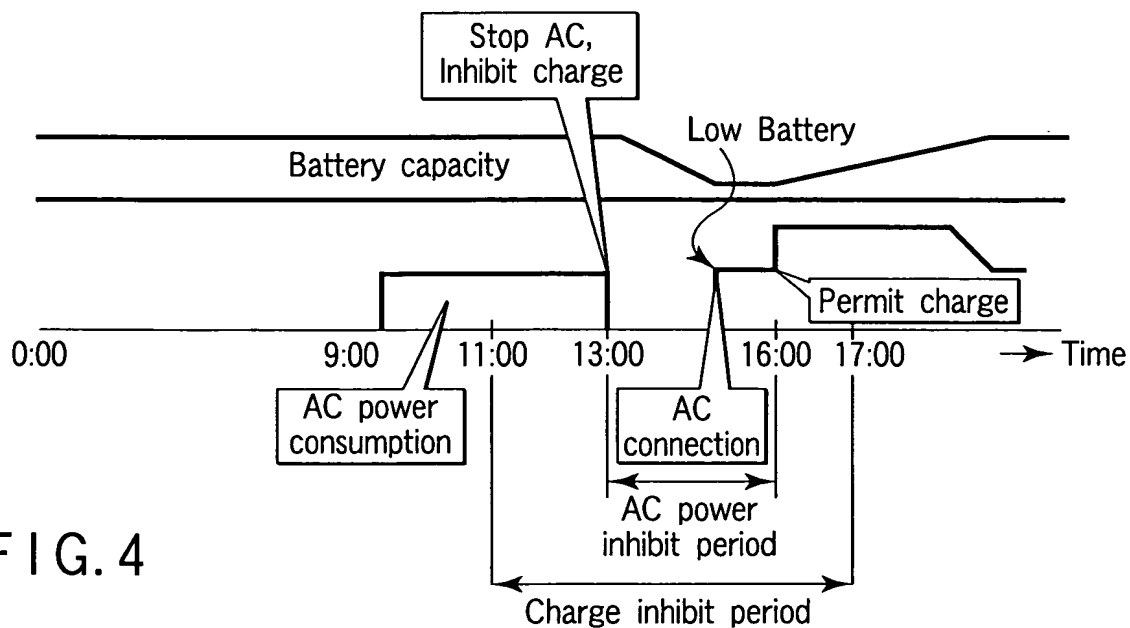 Stop AC,
Inhibit charge
Low Battery
Battery capacity
Permit charge
0:00 9:00 11:00 13:00 16:00 17:00 Time
AC power
consumption
AC
connection
AC power
inhibit period
FIG. 4
Charge inhibit period